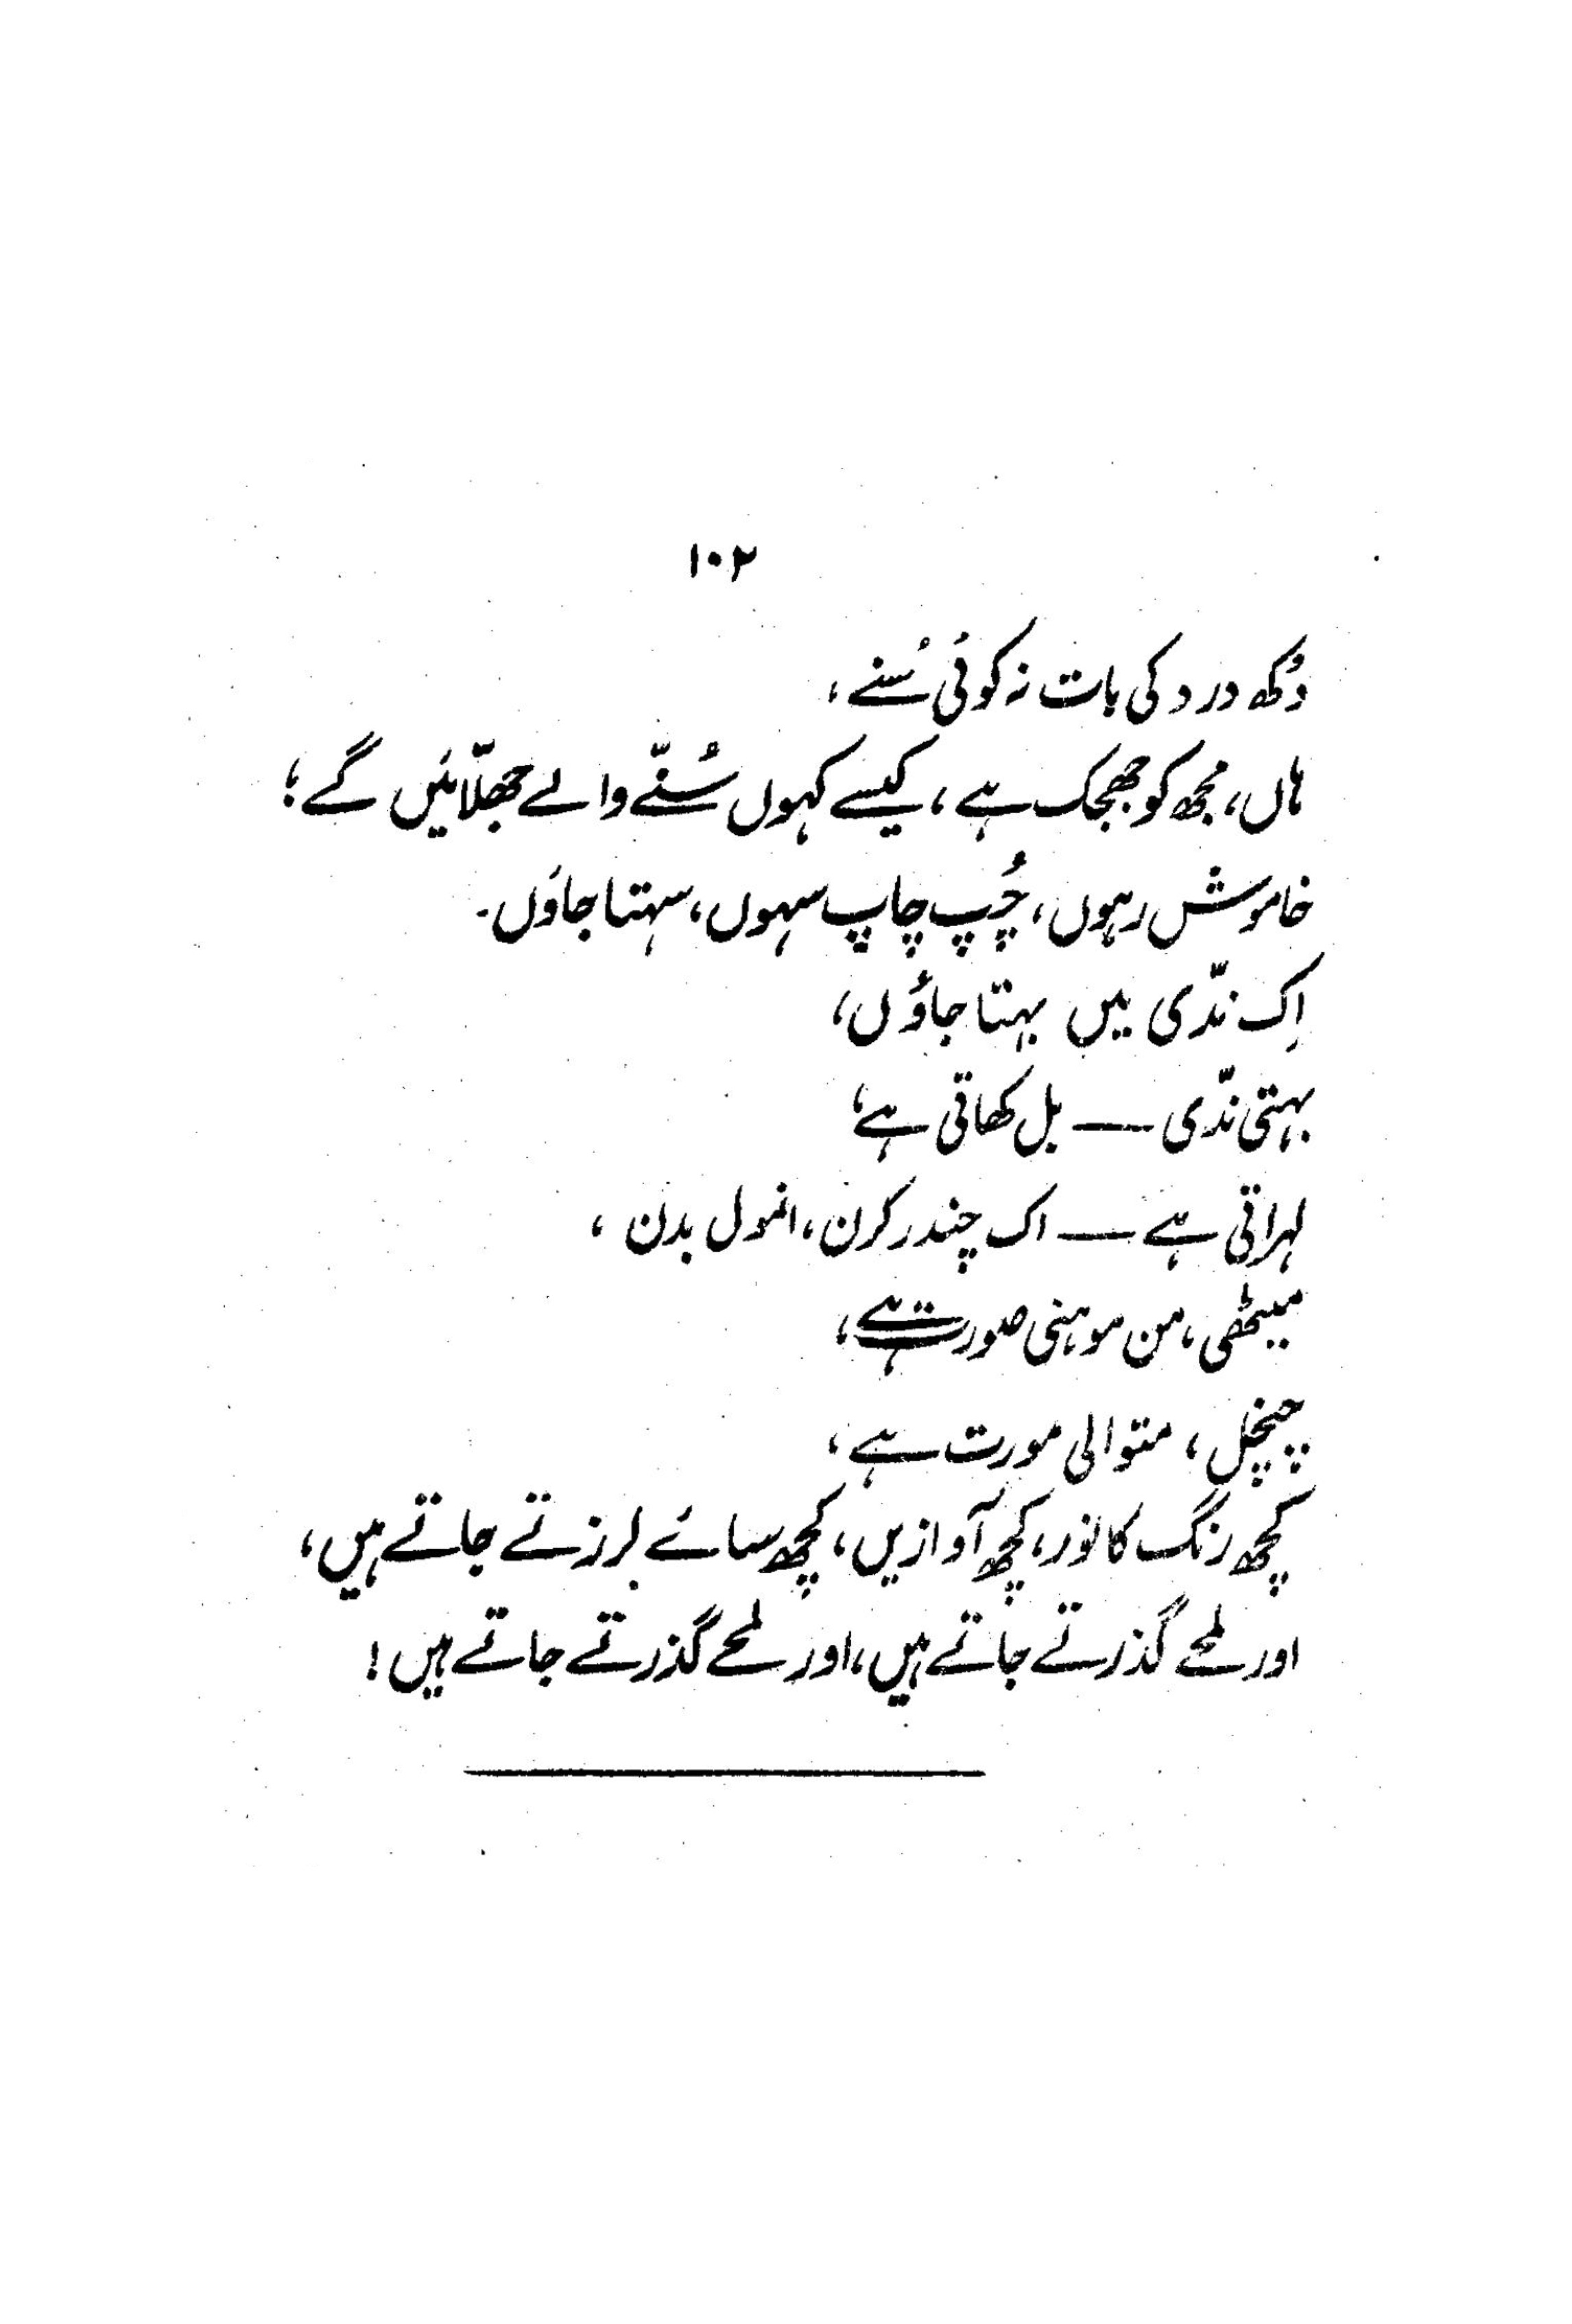 ۱۰۲
دُکھ درد کی بات نہ کوئی سُنے،
ہاں، مجھ کو جھجک ہے، کیسے کہوں سُننے والے جھلّائیں گے؛
خاموش رہوں، چُپ چاپ سہوں، سہتا جاؤں۔
اِک ندّی میں بہتا جاؤں،
بہتی ندّی — بل کھاتی ہے،
لہراتی ہے — اک چندر کرن، انمول بدن،
میٹھی، من موہنی صورت ہے،
چنچل، متوالی مورت ہے،
کچھ رنگ کا نور، کچھ آوازیں، کچھ سائے لرزتے جاتے ہیں،
اور لمحے گذرتے جاتے ہیں، اور لمحے گذرتے جاتے ہیں!